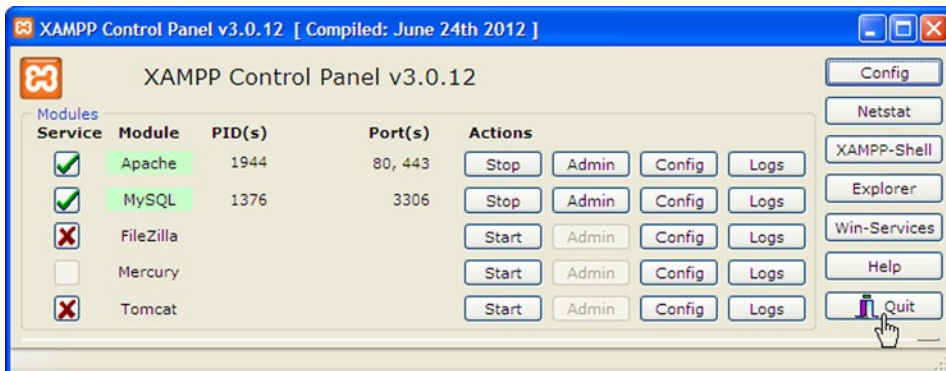 XAMPP Control Panel v3.0.12 [ Compiled: June 24th 2012 ]
XAMPP Control Panel v3.0.12
Config
Modules
Netstat
Service Module PID(s) Port(s) Actions
Apache 1944 80, 443 Stop Admin Config Logs
XAMPP-Shell
MySQL 1376 3306 Stop Admin Config Logs
Explorer
FileZilla Start Admin Config Logs
Win-Services
Mercury Start Admin Config Logs
Help
Tomcat Start Admin Config Logs
Quit